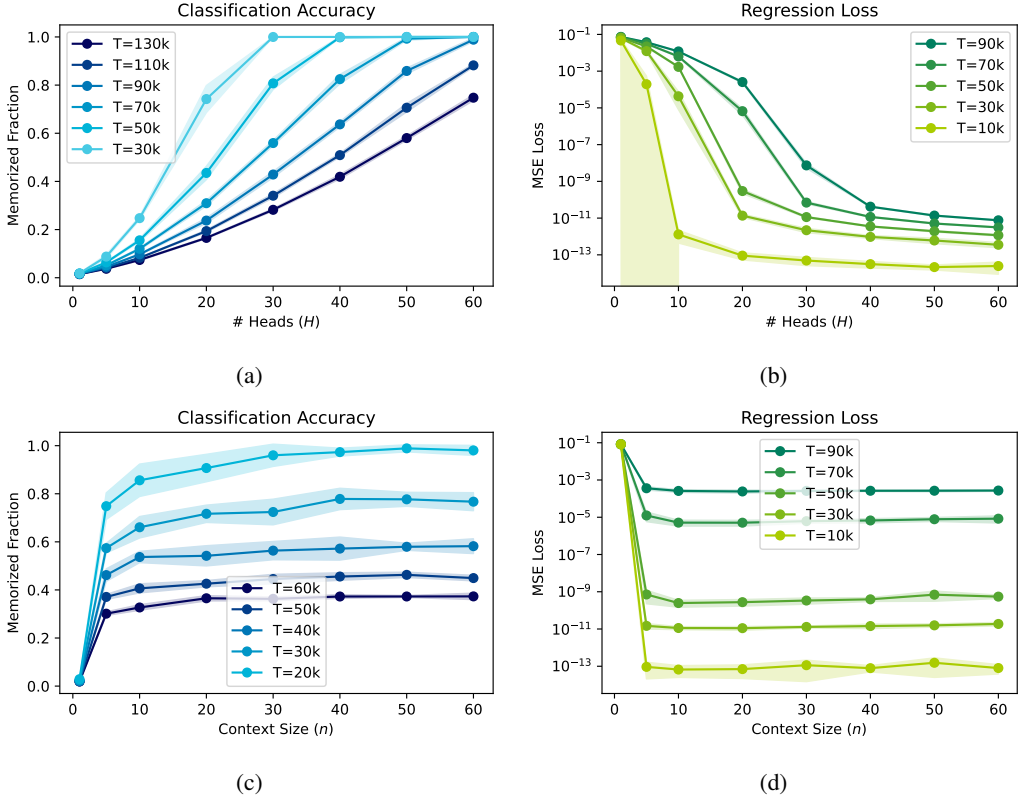 Classification Accuracy
1.0
0.8
0.6
0.4
0.2
0.0
Memorized Fraction
T=130k
T=110k
T=90k
T=70k
T=50k
T=30k
0 10 20 30 40 50 60
# Heads (H)
(a)
Regression Loss
10⁻¹
10⁻³
10⁻⁵
10⁻⁷
10⁻⁹
10⁻¹¹
10⁻¹³
MSE Loss
T=90k
T=70k
T=50k
T=30k
T=10k
0 10 20 30 40 50 60
# Heads (H)
(b)
Classification Accuracy
1.0
0.8
0.6
0.4
0.2
0.0
Memorized Fraction
T=60k
T=50k
T=40k
T=30k
T=20k
0 10 20 30 40 50 60
Context Size (n)
(c)
Regression Loss
10⁻¹
10⁻³
10⁻⁵
10⁻⁷
10⁻⁹
10⁻¹¹
10⁻¹³
MSE Loss
T=90k
T=70k
T=50k
T=30k
T=10k
0 10 20 30 40 50 60
Context Size (n)
(d)